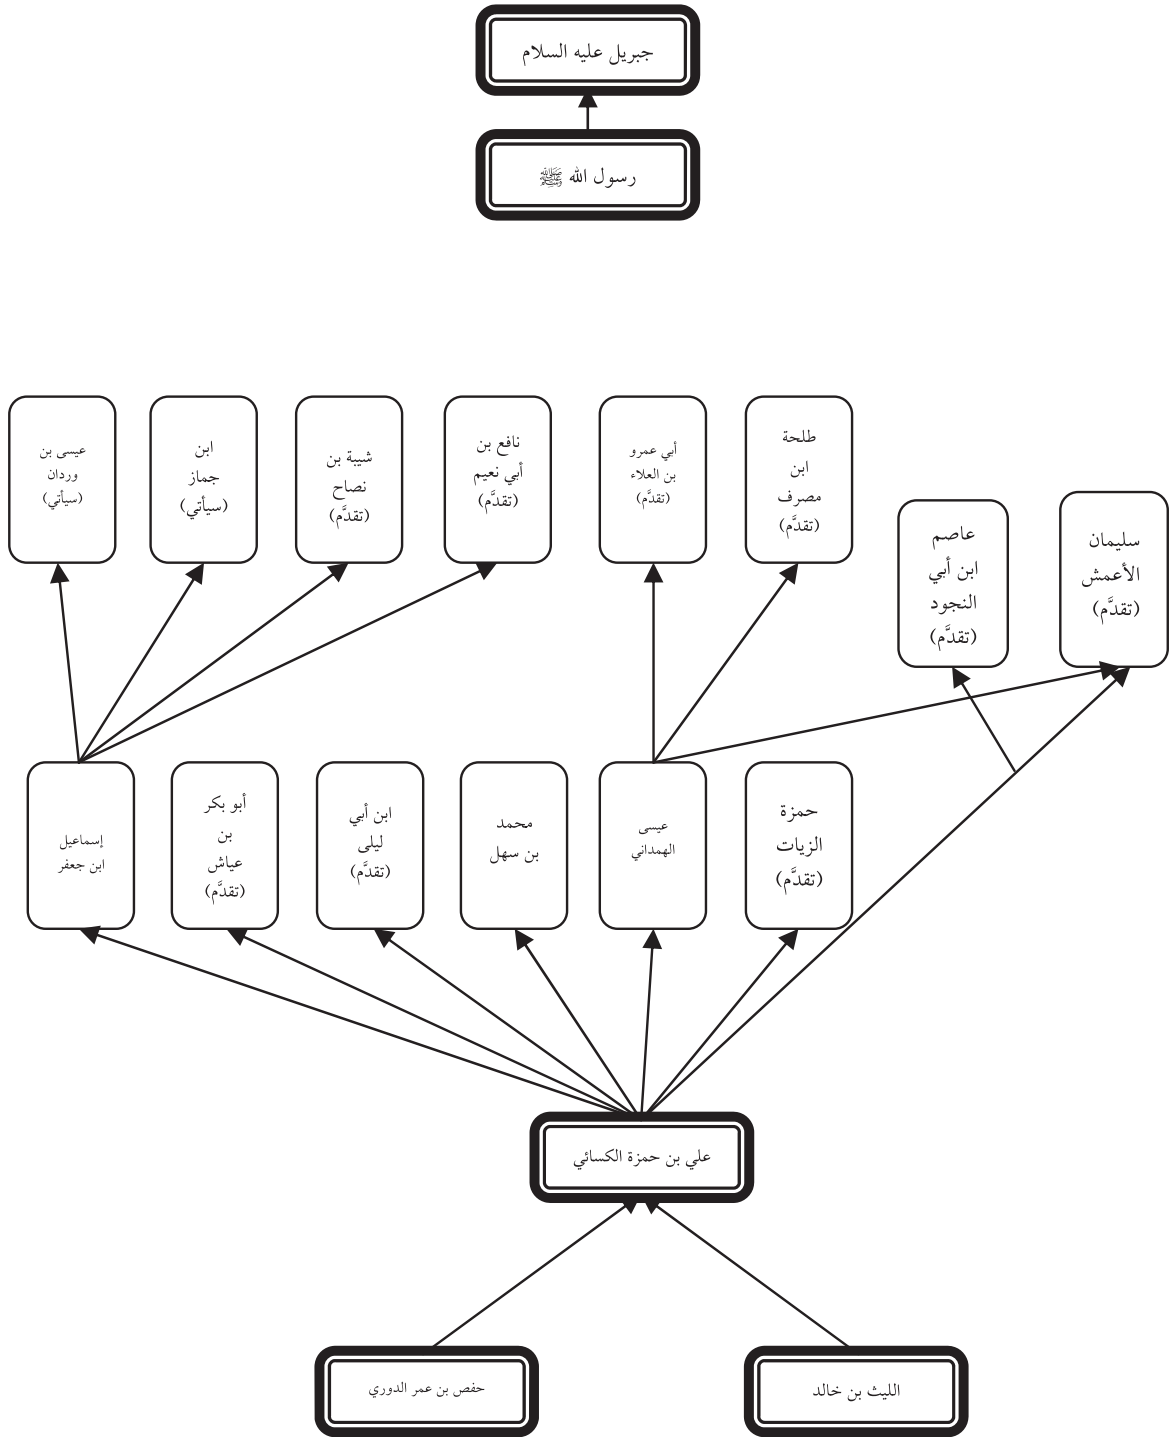 جبريل عليه السلام
رسول الله ﷺ
سليمان
الأعمش
(تقدَّم)
عاصم
ابن أبي
النجود
(تقدَّم)
طلحة
ابن
مصرف
(تقدَّم)
أبي عمرو
بن العلاء
(تقدَّم)
نافع بن
أبي نعيم
(تقدَّم)
شيبة بن
نصاح
(تقدَّم)
ابن
جماز
(سيأتي)
عيسى بن
وردان
(سيأتي)
حمزة
الزيات
(تقدَّم)
عيسى
الهمداني
محمد
بن سهل
ابن أبي
ليلى
(تقدَّم)
أبو بكر
بن
عياش
(تقدَّم)
إسماعيل
ابن جعفر
علي بن حمزة الكسائي
الليث بن خالد
حفص بن عمر الدوري